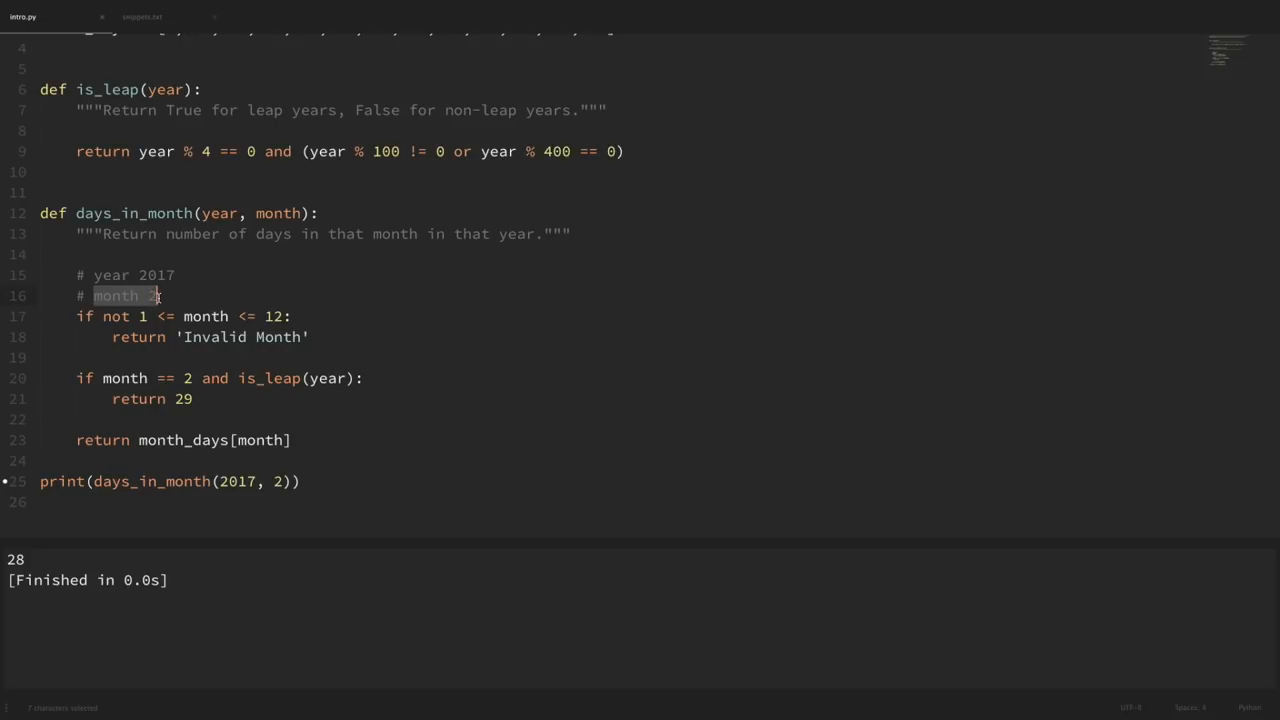 intro.py × snippets.txt ×
4
5
6 def is_leap(year):
7 """Return True for leap years, False for non-leap years."""
8
9 return year % 4 == 0 and (year % 100 != 0 or year % 400 == 0)
10
11
12 def days_in_month(year, month):
13 """Return number of days in that month in that year."""
14
15 # year 2017
16 # month 2
17 if not 1 <= month <= 12:
18 return 'Invalid Month'
19
20 if month == 2 and is_leap(year):
21 return 29
22
23 return month_days[month]
24
25 print(days_in_month(2017, 2))
26
28
[Finished in 0.0s]
7 characters selected UTF-8 Spaces: 4 Python